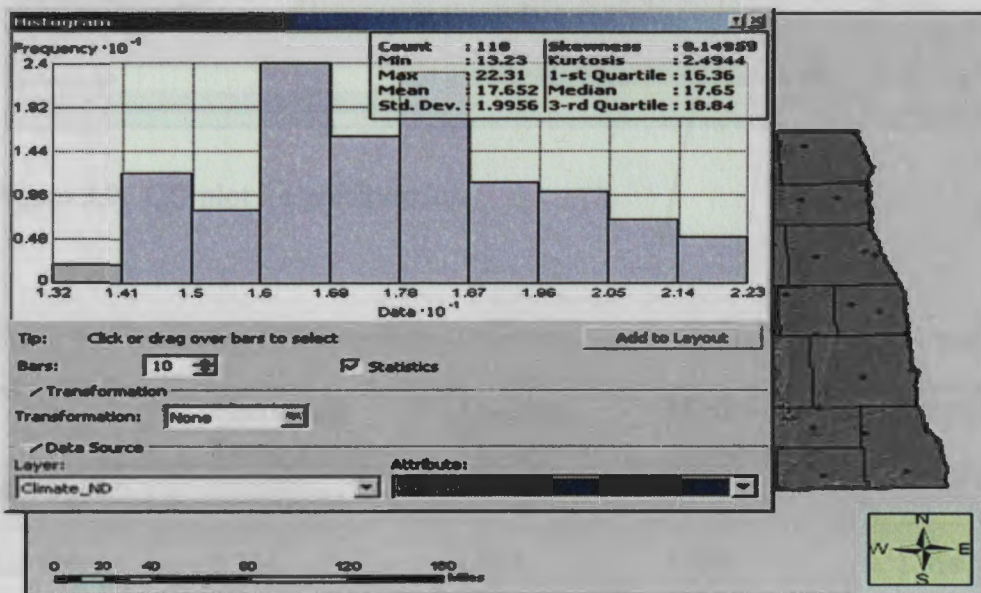 Histogram
Frequency ·10⁻¹
Count : 118 Skewness : 0.14959
Min : 13.23 Kurtosis : 2.4944
Max : 22.31 1-st Quartile : 16.36
Mean : 17.652 Median : 17.65
Std. Dev. : 1.9956 3-rd Quartile : 18.84
2.4
1.92
1.44
0.96
0.48
0
1.32 1.41 1.5 1.6 1.69 1.78 1.87 1.96 2.05 2.14 2.23
Data ·10⁻¹
Tip: Click or drag over bars to select Add to Layout
Bars: 10 Statistics
Transformation
Transformation: None
Data Source
Layer: Attribute:
Climate_ND
0 20 40 80 120 160
Miles
N
W E
S